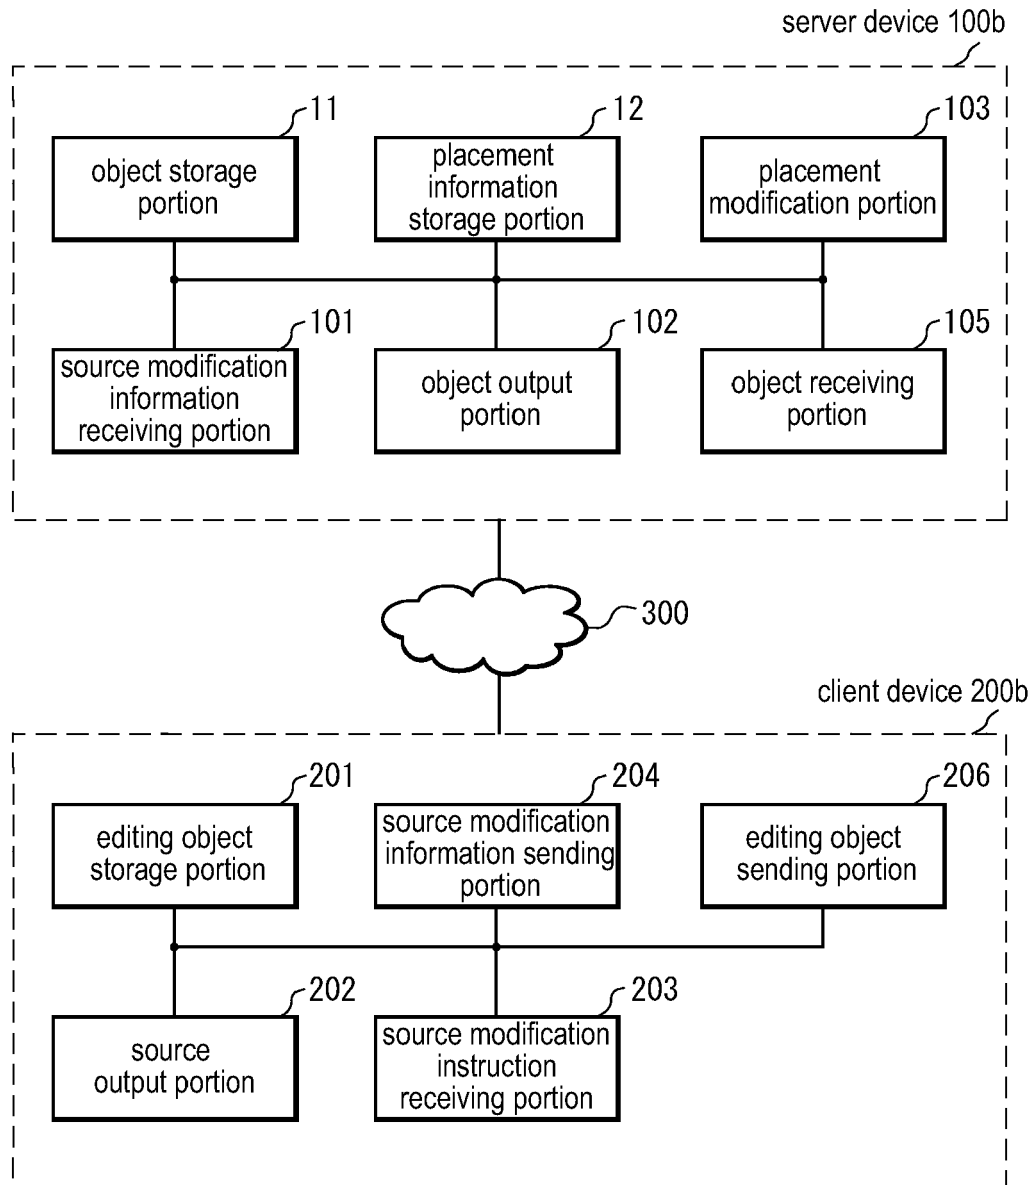 server device 100b
11
12
103
object storage
portion
placement
information
storage portion
placement
modification portion
101
102
105
source modification
information
receiving portion
object output
portion
object receiving
portion
300
client device 200b
201
204
206
editing object
storage portion
source modification
information sending
portion
editing object
sending portion
202
203
source
output portion
source modification
instruction
receiving portion